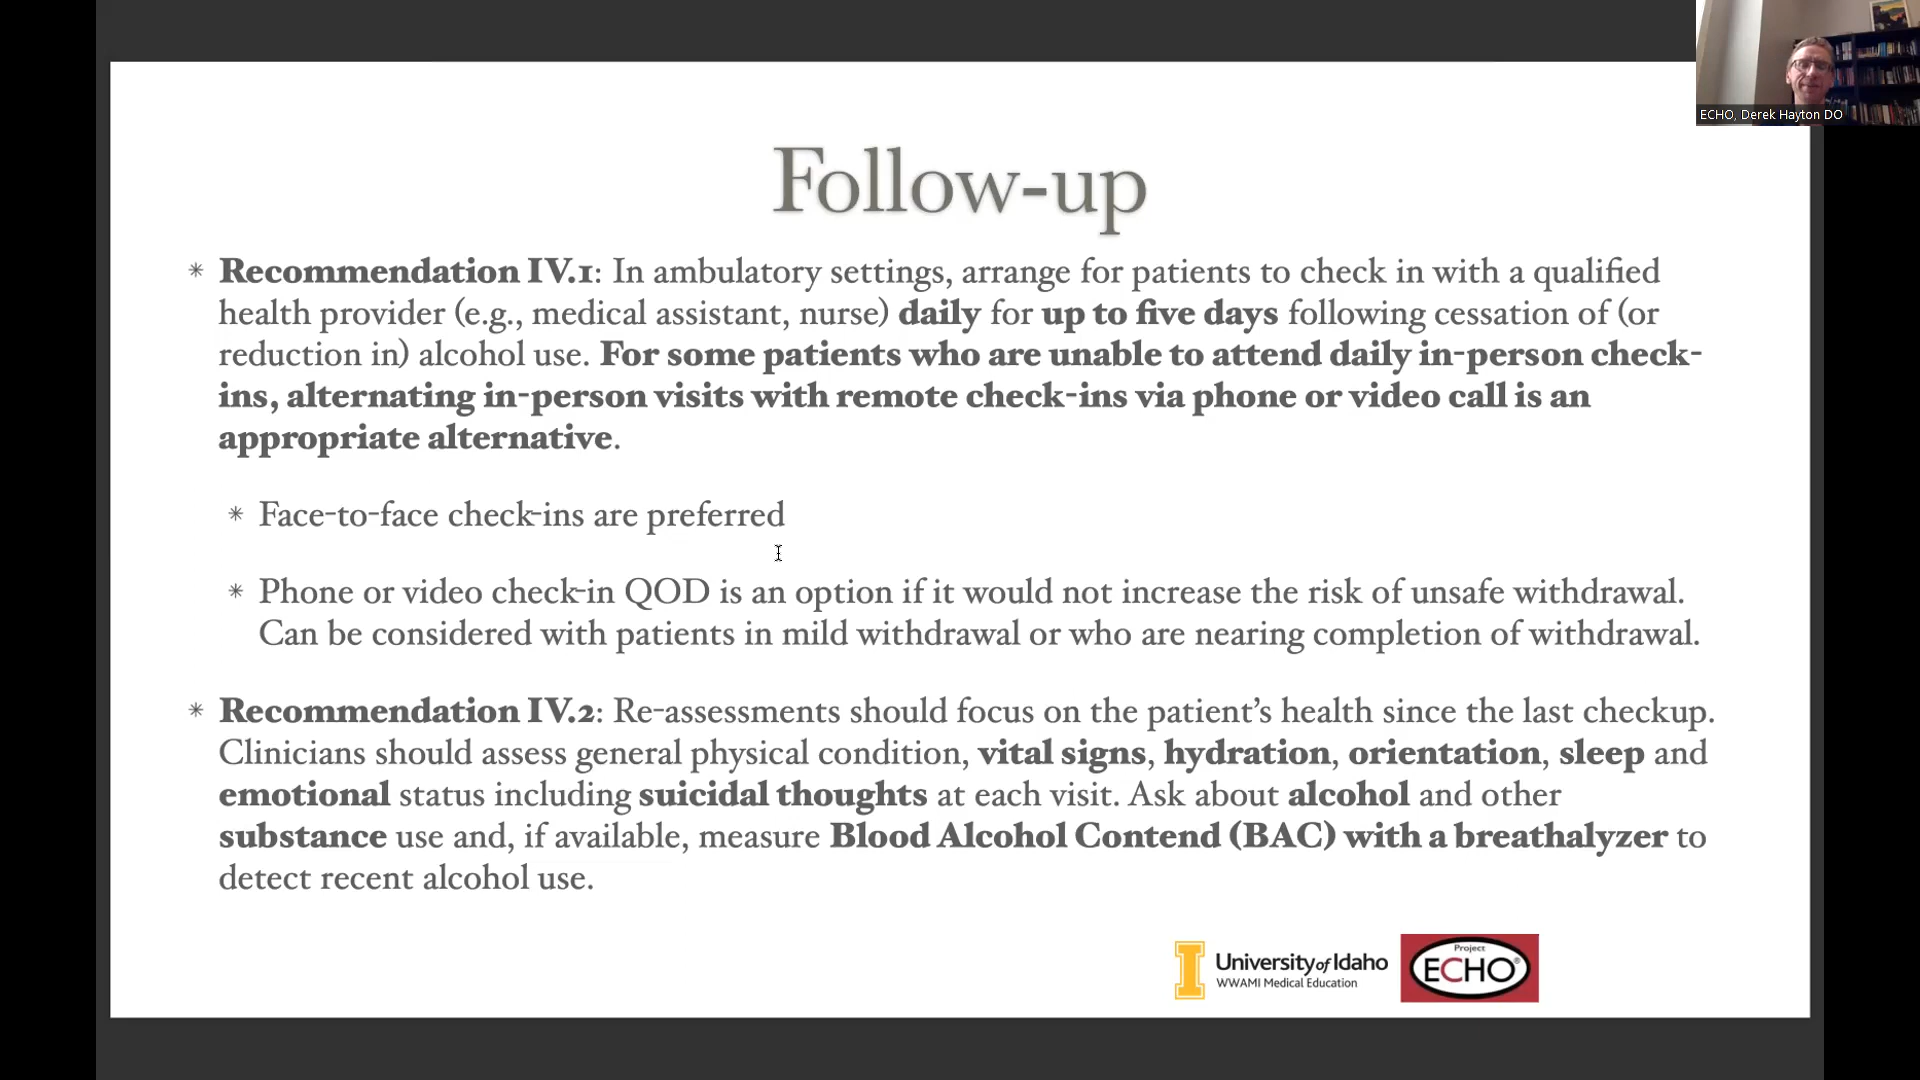 ECHO, Derek Hayton DO
Follow-up
* Recommendation IV.1: In ambulatory settings, arrange for patients to check in with a qualified
health provider (e.g., medical assistant, nurse) daily for up to five days following cessation of (or
reduction in) alcohol use. For some patients who are unable to attend daily in-person check-
ins, alternating in-person visits with remote check-ins via phone or video call is an
appropriate alternative.
* Face-to-face check-ins are preferred
* Phone or video check-in QOD is an option if it would not increase the risk of unsafe withdrawal.
Can be considered with patients in mild withdrawal or who are nearing completion of withdrawal.
* Recommendation IV.2: Re-assessments should focus on the patient’s health since the last checkup.
Clinicians should assess general physical condition, vital signs, hydration, orientation, sleep and
emotional status including suicidal thoughts at each visit. Ask about alcohol and other
substance use and, if available, measure Blood Alcohol Contend (BAC) with a breathalyzer to
detect recent alcohol use.
I
University of Idaho
WWAMI Medical Education
Project
ECHO®